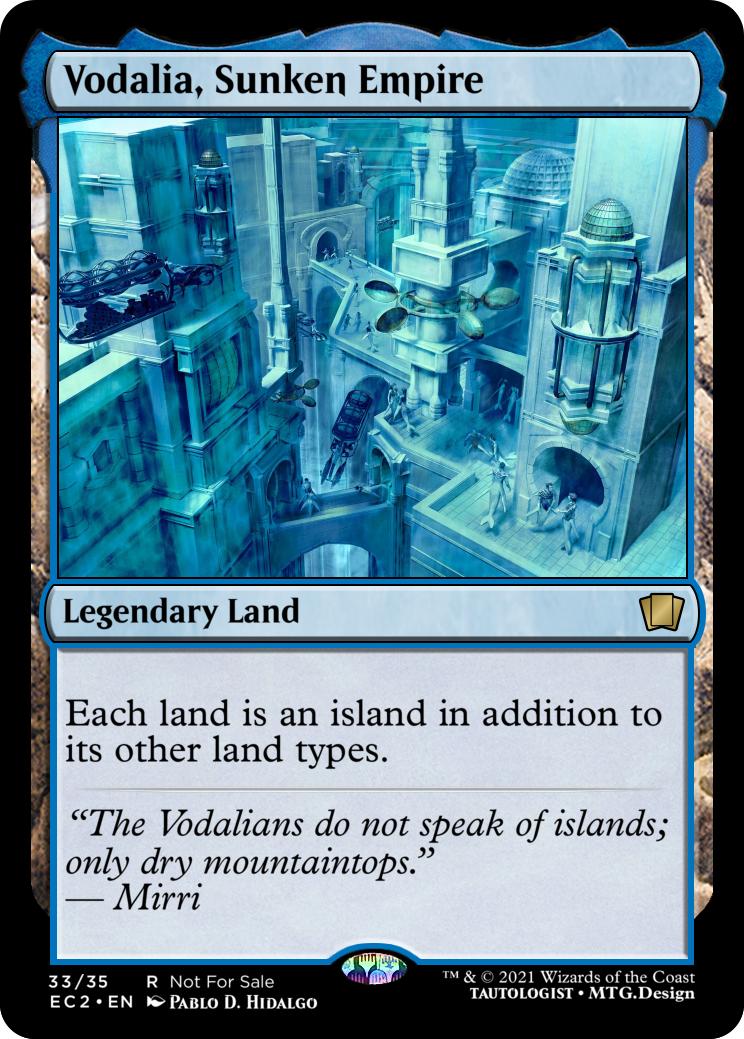 Vodalia, Sunken Empire
Legendary Land
Each land is an island in addition to
its other land types.
“The Vodalians do not speak of islands;
only dry mountaintops.”
— Mirri
33/35 R Not For Sale
EC2 • EN Pablo D. Hidalgo
™ & © 2021 Wizards of the Coast
TAUTOLOGIST • MTG.Design